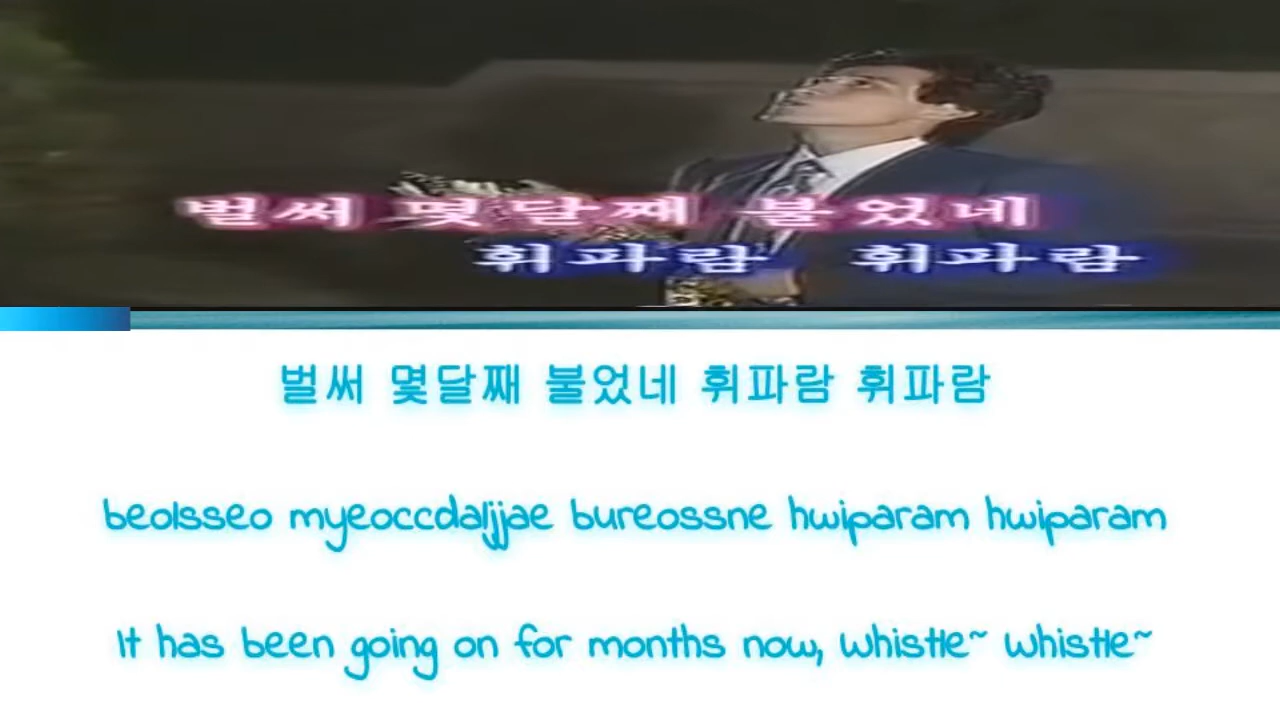 벌써 몇달째 불었네
휘파람 휘파람
벌써 몇달째 불었네 휘파람 휘파람
beolsseo myeoccdaljjae bureossne hwiparam hwiparam
It has been going on for months now, whistle~ whistle~